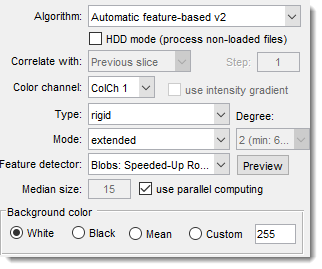 Algorithm: Automatic feature-based v2
HDD mode (process non-loaded files)
Correlate with: Previous slice Step: 1
Color channel: ColCh 1 use intensity gradient
Type: rigid Degree:
Mode: extended 2 (min: 6...
Feature detector: Blobs: Speeded-Up Ro... Preview
Median size: 15 use parallel computing
Background color
White Black Mean Custom 255